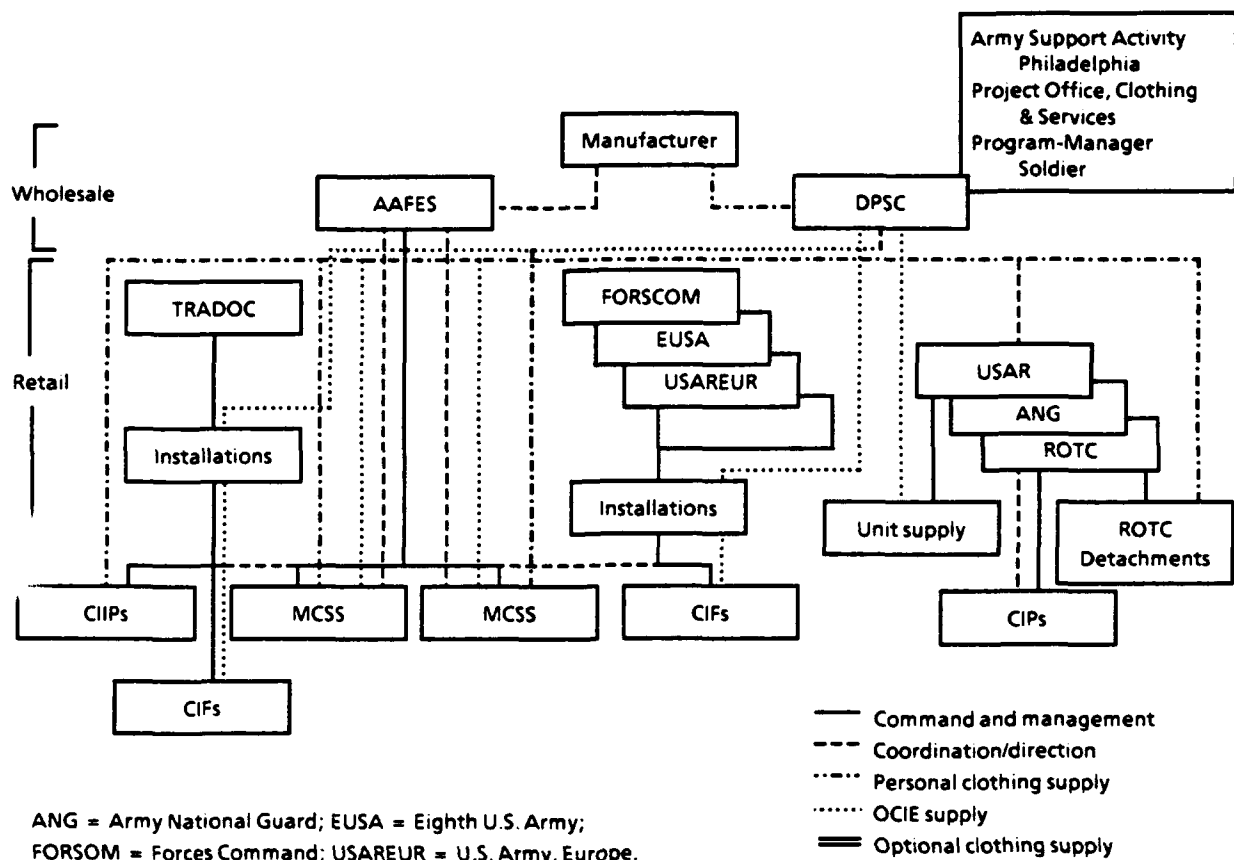 Army Support Activity
Philadelphia
Project Office, Clothing
& Services
Program-Manager
Soldier
Manufacturer
Wholesale
AAFES
DPSC
TRADOC
FORSCOM
EUSA
USAREUR
Retail
USAR
ANG
ROTC
Installations
Installations
Unit supply
ROTC
Detachments
CIIPs
MCSS
MCSS
CIFs
CIPs
CIFs
Command and management
Coordination/direction
Personal clothing supply
OCIE supply
Optional clothing supply
ANG = Army National Guard; EUSA = Eighth U.S. Army;
FORSOM = Forces Command; USAREUR = U.S. Army, Europe.